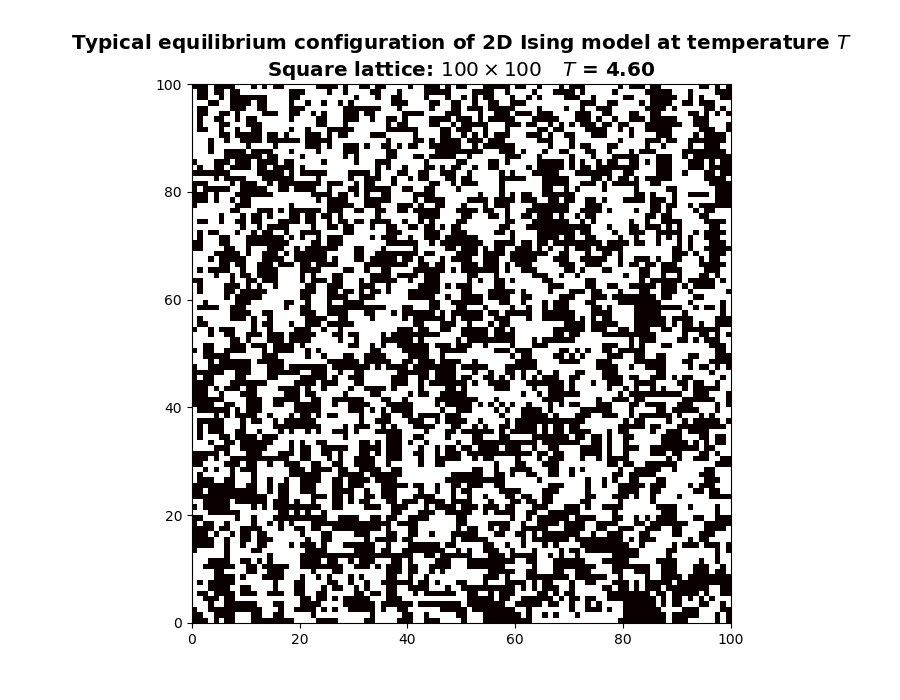 Typical equilibrium configuration of 2D Ising model at temperature T
Square lattice: 100 × 100 T = 4.60
100
80
60
40
20
0
0 20 40 60 80 100